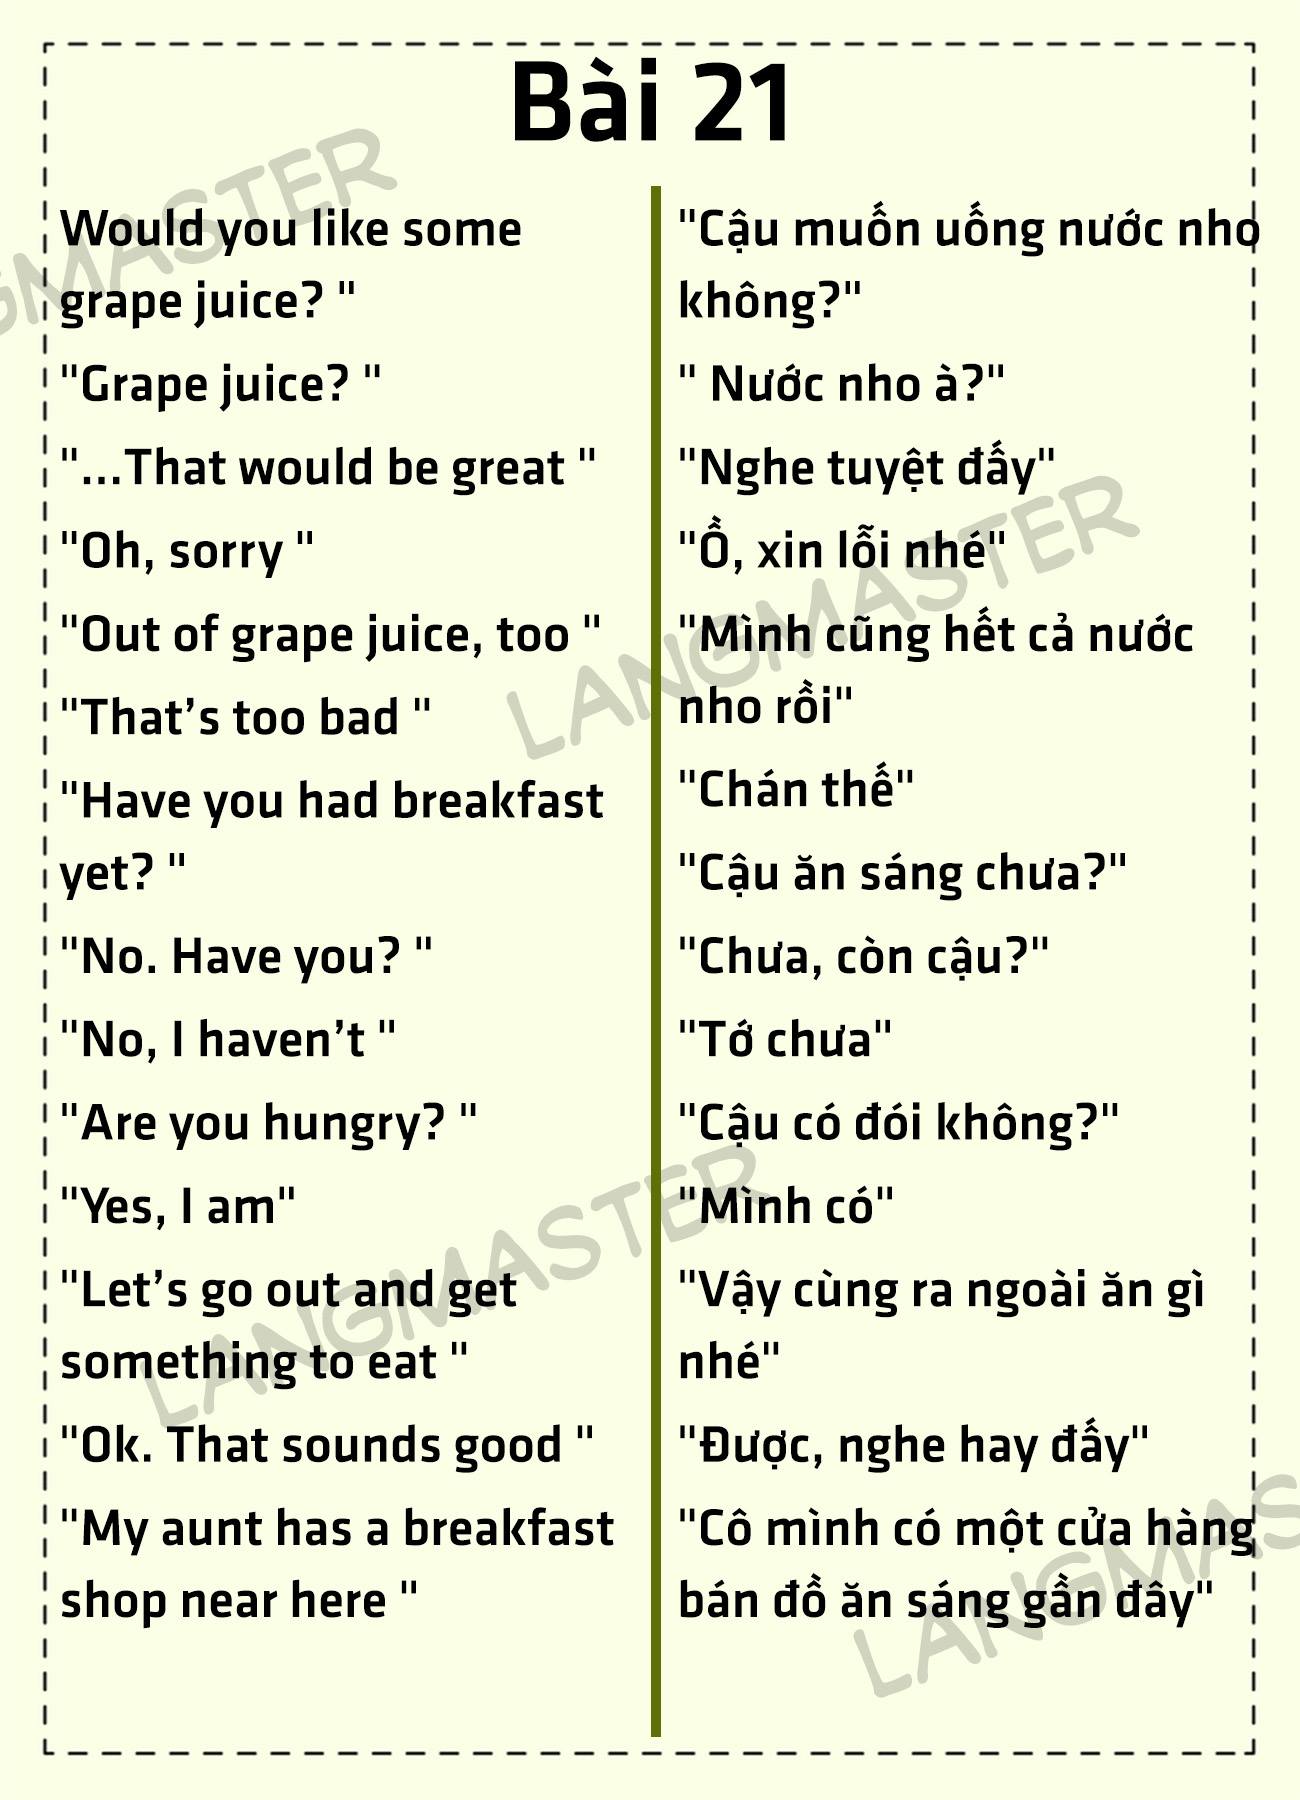 Bài 21
Would you like some
grape juice? "
"Grape juice? "
"...That would be great "
"Oh, sorry "
"Out of grape juice, too "
"That’s too bad "
"Have you had breakfast
yet? "
"No. Have you? "
"No, I haven’t "
"Are you hungry? "
"Yes, I am"
"Let’s go out and get
something to eat "
"Ok. That sounds good "
"My aunt has a breakfast
shop near here "
"Cậu muốn uống nước nho
không?"
" Nước nho à?"
"Nghe tuyệt đấy"
"Ồ, xin lỗi nhé"
"Mình cũng hết cả nước
nho rồi"
"Chán thế"
"Cậu ăn sáng chưa?"
"Chưa, còn cậu?"
"Tớ chưa"
"Cậu có đói không?"
"Mình có"
"Vậy cùng ra ngoài ăn gì
nhé"
"Được, nghe hay đấy"
"Cô mình có một cửa hàng
bán đồ ăn sáng gần đây"
GMASTER
LANGMASTER
LANGMASTER
LANGMAS